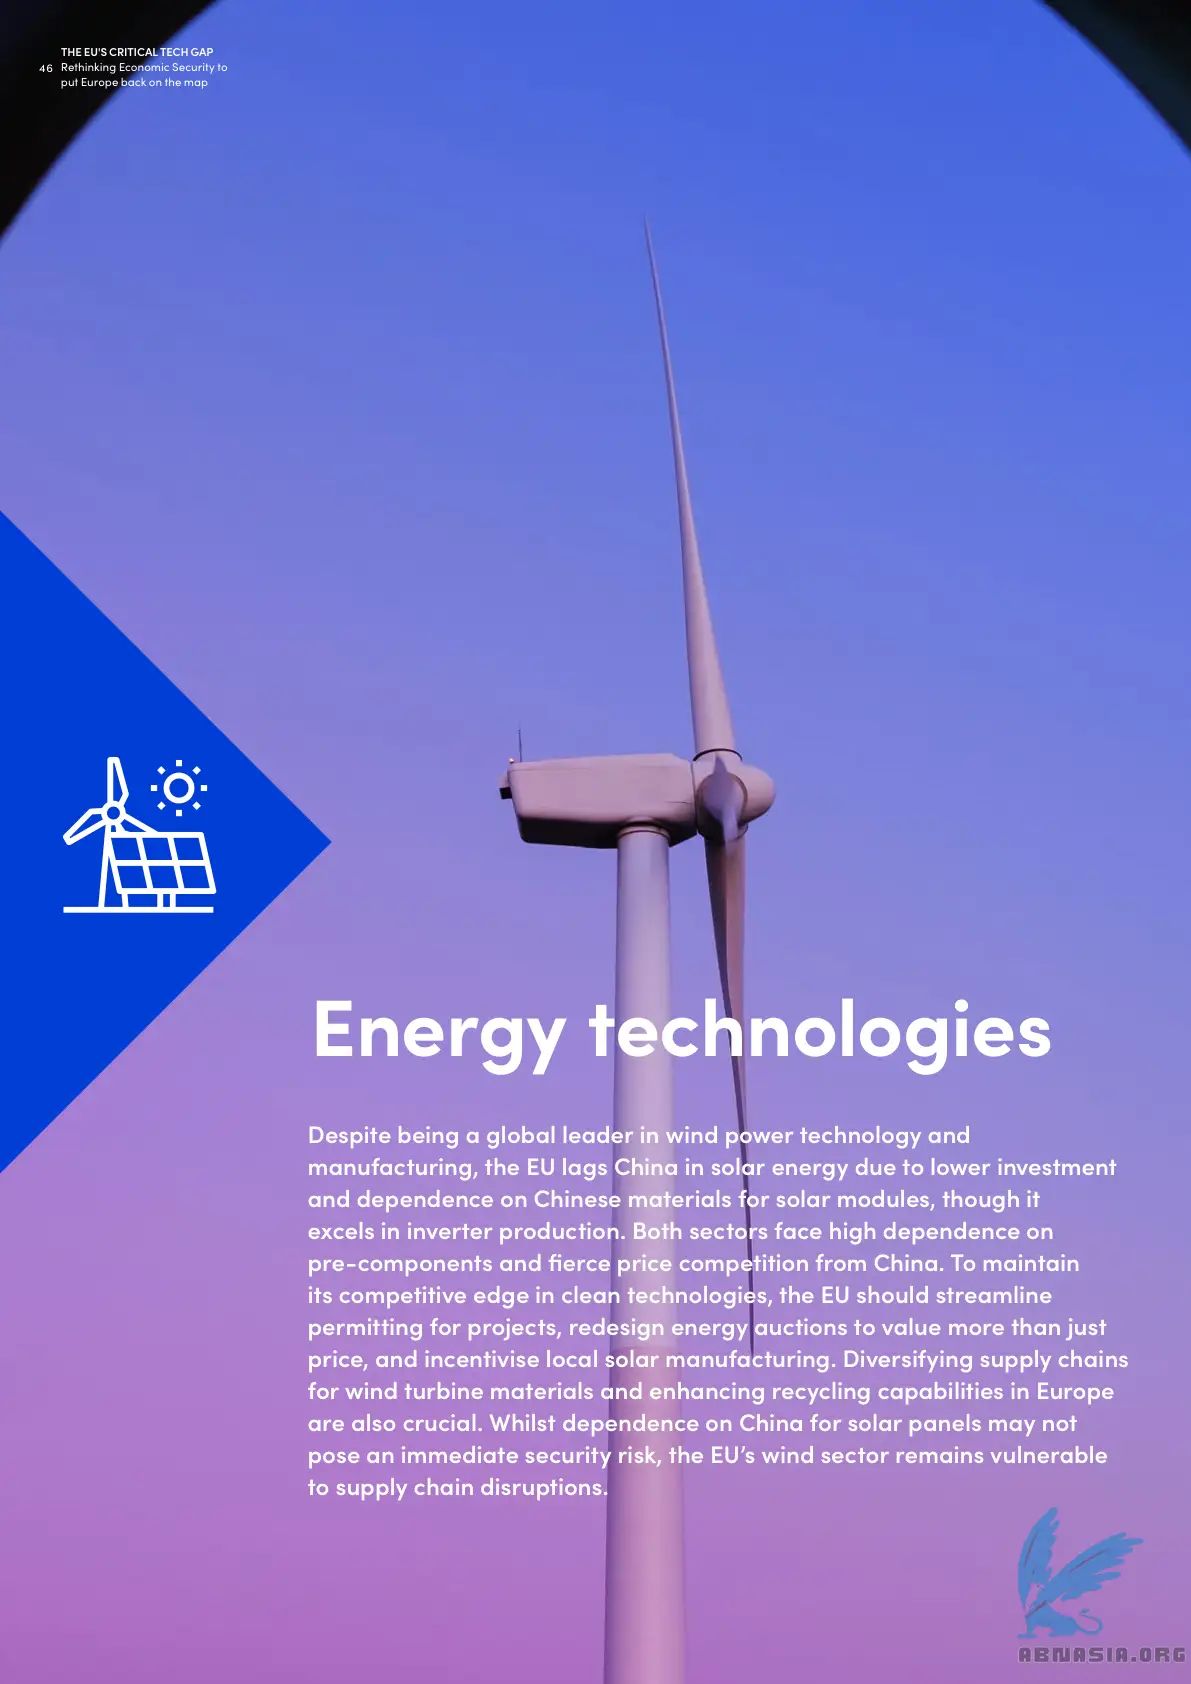 THE EU'S CRITICAL TECH GAP
46 Rethinking Economic Security to
put Europe back on the map
Energy technologies
Despite being a global leader in wind power technology and
manufacturing, the EU lags China in solar energy due to lower investment
and dependence on Chinese materials for solar modules, though it
excels in inverter production. Both sectors face high dependence on
pre-components and fierce price competition from China. To maintain
its competitive edge in clean technologies, the EU should streamline
permitting for projects, redesign energy auctions to value more than just
price, and incentivise local solar manufacturing. Diversifying supply chains
for wind turbine materials and enhancing recycling capabilities in Europe
are also crucial. Whilst dependence on China for solar panels may not
pose an immediate security risk, the EU’s wind sector remains vulnerable
to supply chain disruptions.
ABNASIA.ORG